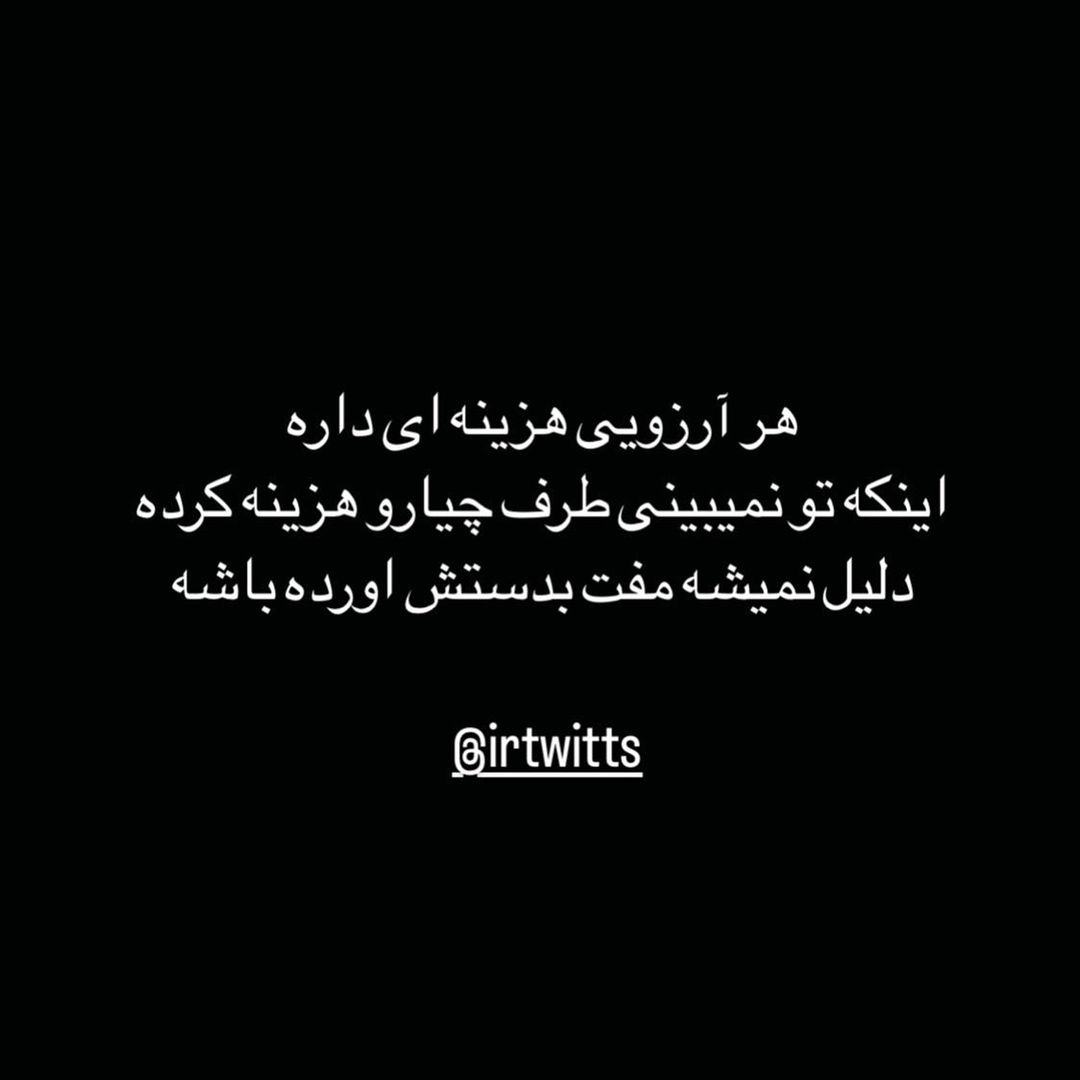 هر آرزویی هزینه ای داره
اینکه تو نمیبینی طرف چیارو هزینه کرده
دلیل نمیشه مفت بدستش اورده باشه
@irtwitts